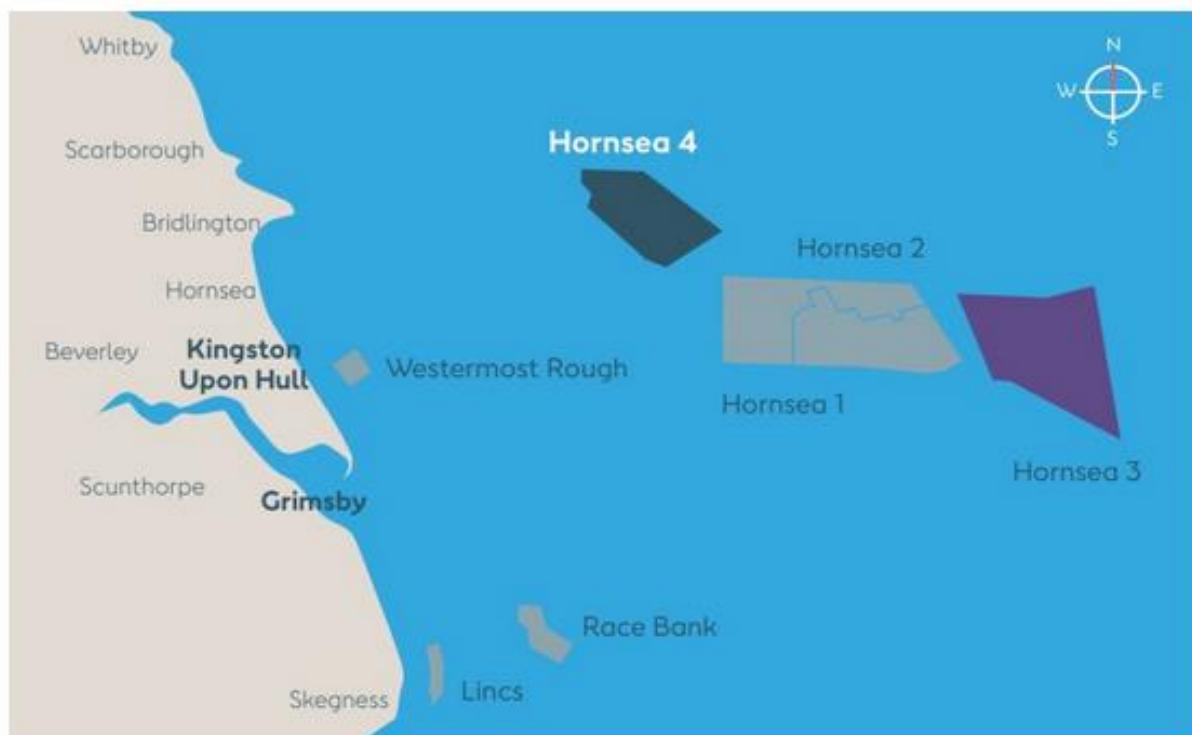 Whitby
N
W
E
S
Hornsea 4
Scarborough
Bridlington
Hornsea 2
Hornsea
Beverley
Kingston
Upon Hull
Westermost Rough
Hornsea 1
Hornsea 3
Scunthorpe
Grimsby
Race Bank
Lincs
Skegness